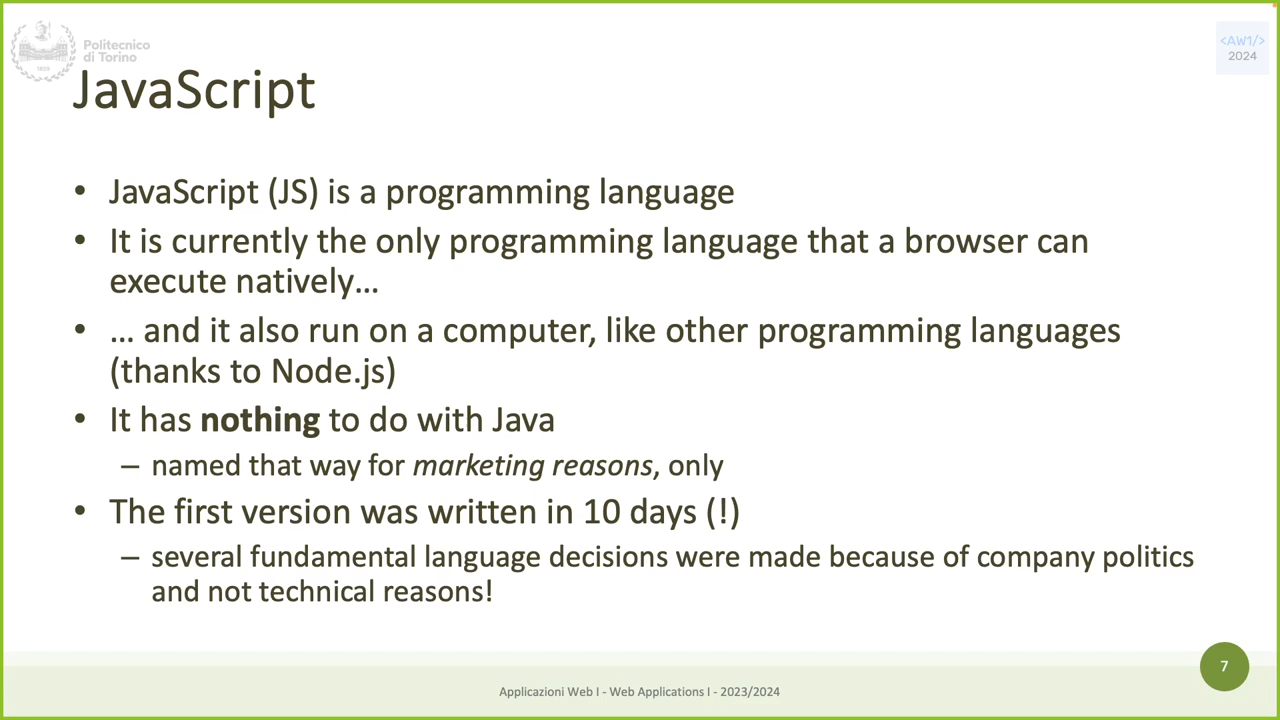 Politecnico
di Torino
1859
<AW1/>
2024
JavaScript
• JavaScript (JS) is a programming language
• It is currently the only programming language that a browser can
execute natively…
• … and it also run on a computer, like other programming languages
(thanks to Node.js)
• It has nothing to do with Java
– named that way for marketing reasons, only
• The first version was written in 10 days (!)
– several fundamental language decisions were made because of company politics
and not technical reasons!
7
Applicazioni Web I - Web Applications I - 2023/2024